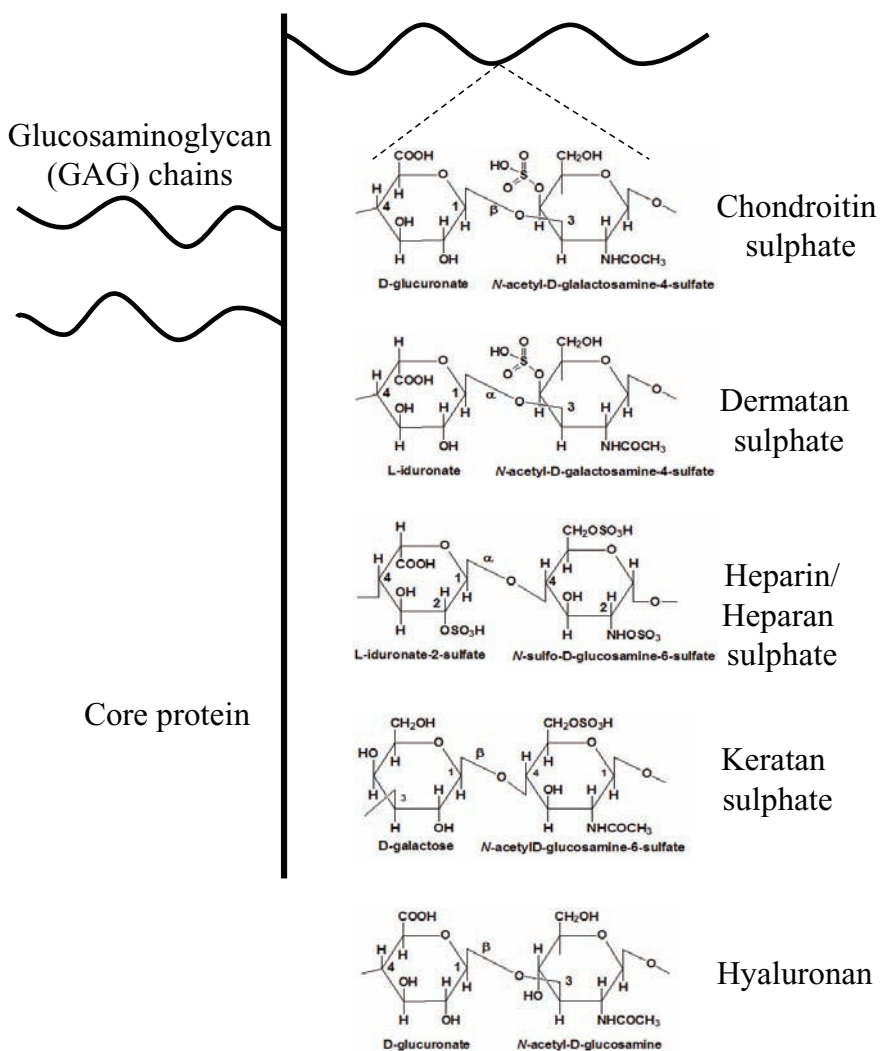 Glucosaminoglycan
(GAG) chains
COOH
O
H
H
4
1
OH
H
H
H
OH
β
O
3
D-glucuronate
O
HO
S
O
O
CH₂OH
O
H
H
H
NHCOCH₃
O
N-acetyl-D-glalactosamine-4-sulfate
Chondroitin
sulphate
H
O
H
COOH
4
1
OH
H
H
H
OH
α
O
3
L-iduronate
O
HO
S
O
O
CH₂OH
O
H
H
H
NHCOCH₃
O
N-acetyl-D-galactosamine-4-sulfate
Dermatan
sulphate
H
O
H
COOH
4
1
OH
H
H
2
H
OSO₃H
α
O
L-iduronate-2-sulfate
CH₂OSO₃H
O
H
H
H
4
OH
H
2
H
NHOSO₃
O
N-sulfo-D-glucosamine-6-sulfate
Heparin/
Heparan
sulphate
Core protein
CH₂OH
O
HO
H
1
H
3
H
H
H
OH
β
O
D-galactose
CH₂OSO₃H
O
H
H
H
4
1
OH
H
H
NHCOCH₃
O
N-acetylD-glucosamine-6-sulfate
Keratan
sulphate
COOH
O
H
H
4
1
OH
H
H
H
OH
β
O
3
D-glucuronate
CH₂OH
O
H
H
HO
H
H
NHCOCH₃
O
N-acetyl-D-glucosamine
Hyaluronan